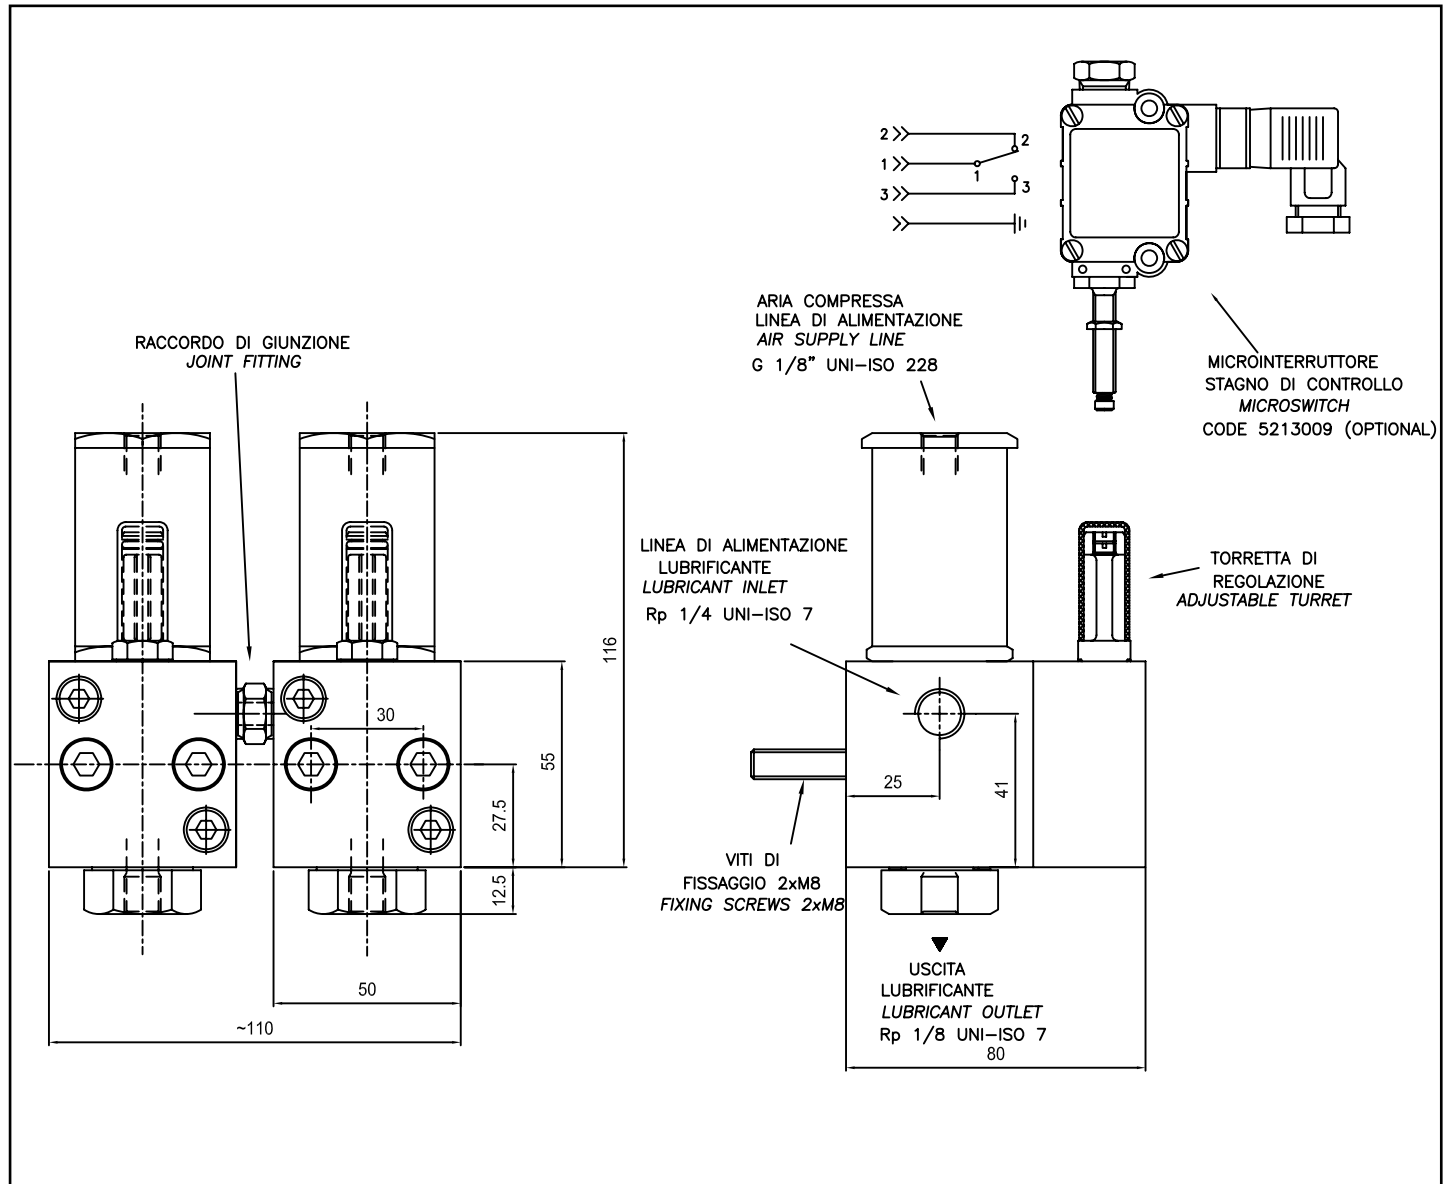 2
2
1
1
3
3
ARIA COMPRESSA
LINEA DI ALIMENTAZIONE
AIR SUPPLY LINE
G 1/8” UNI–ISO 228
RACCORDO DI GIUNZIONE
JOINT FITTING
MICROINTERRUTTORE
STAGNO DI CONTROLLO
MICROSWITCH
CODE 5213009 (OPTIONAL)
LINEA DI ALIMENTAZIONE
LUBRIFICANTE
LUBRICANT INLET
Rp 1/4 UNI–ISO 7
TORRETTA DI
REGOLAZIONE
ADJUSTABLE TURRET
116
30
55
27.5
12.5
50
~110
25
41
VITI DI
FISSAGGIO 2xM8
FIXING SCREWS 2xM8
USCITA
LUBRIFICANTE
LUBRICANT OUTLET
Rp 1/8 UNI–ISO 7
80